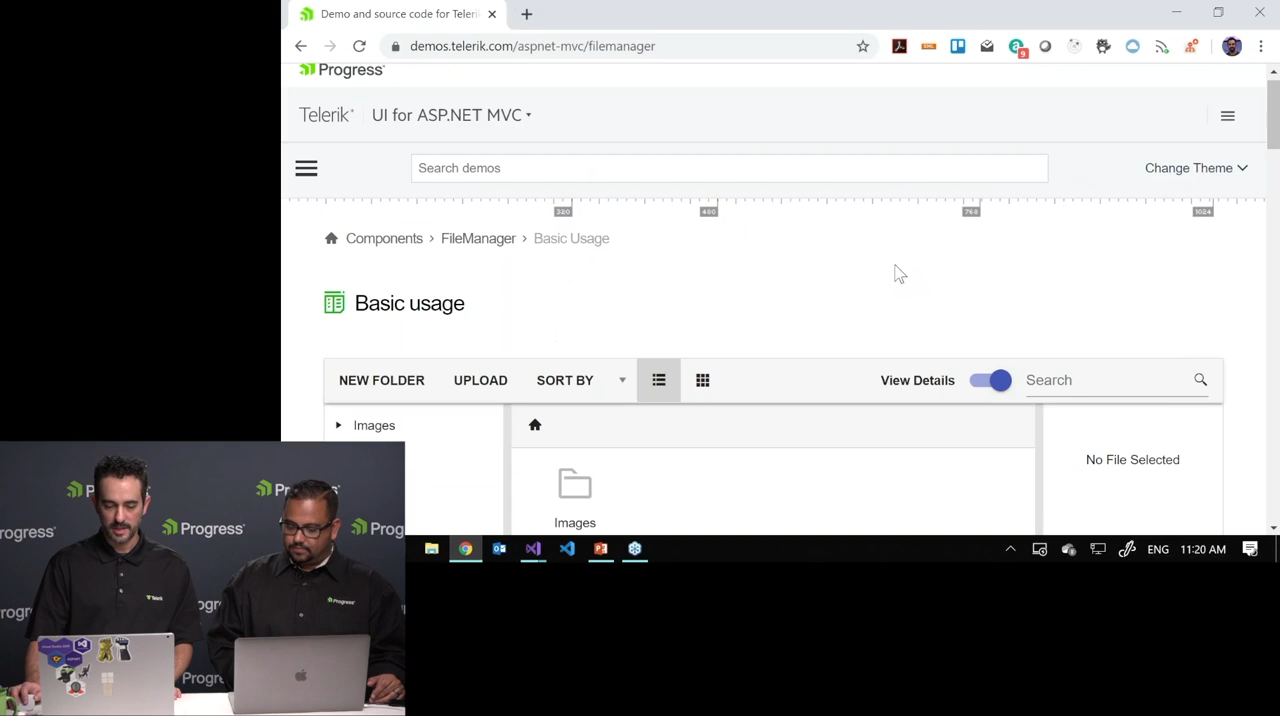 Demo and source code for Teleri
demos.telerik.com/aspnet-mvc/filemanager
9
Progress
Telerik UI for ASP.NET MVC
Search demos
Change Theme
320 480 768 1024
Components › FileManager › Basic Usage
Basic usage
NEW FOLDER UPLOAD SORT BY View Details Search
Images
No File Selected
Images
ENG 11:20 AM
Progress
Progress
Progress
Telerik
Progress